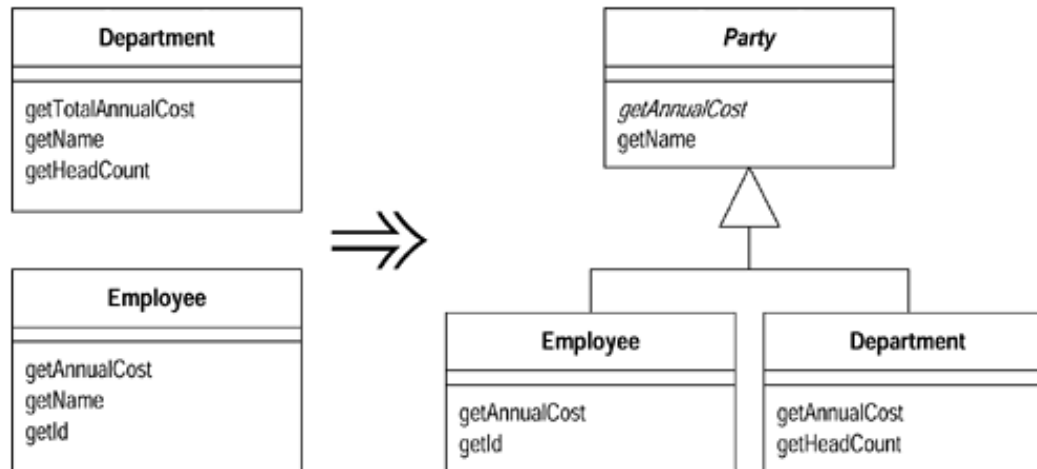 Department
getTotalAnnualCost
getName
getHeadCount
Employee
getAnnualCost
getName
getId
Party
getAnnualCost
getName
Employee
getAnnualCost
getId
Department
getAnnualCost
getHeadCount